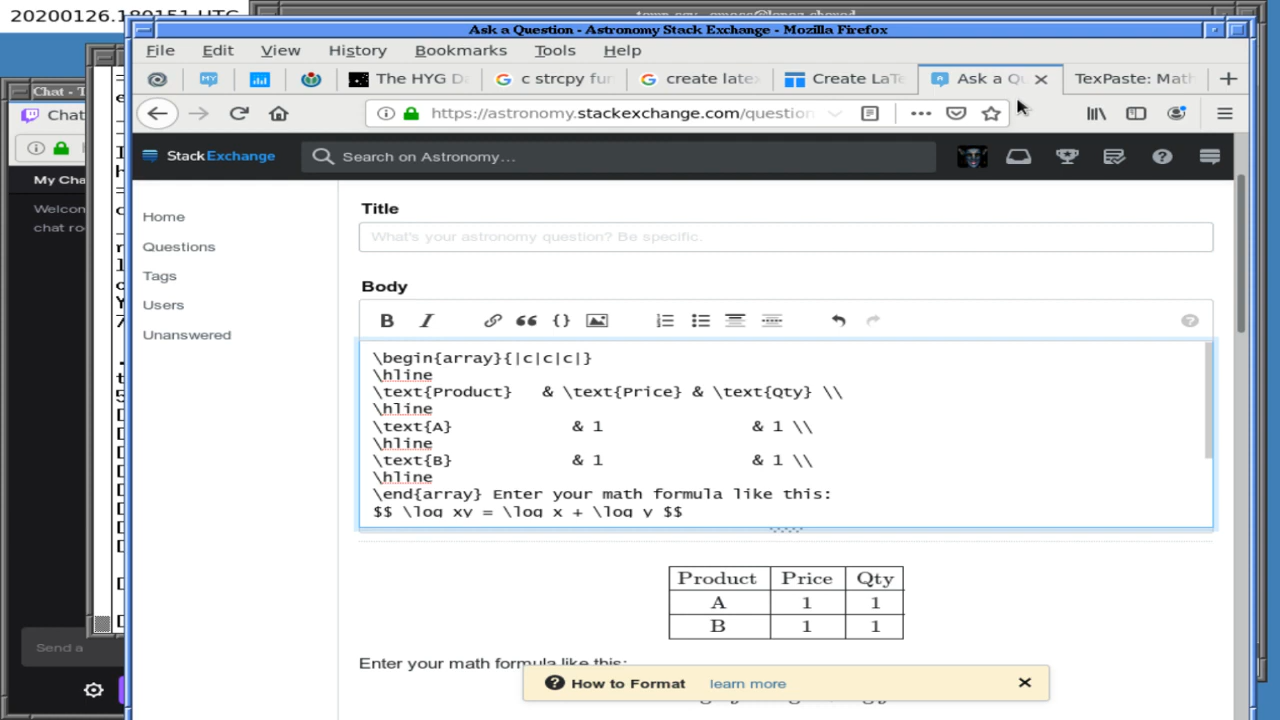 20200126.180151 UTC
Ask a Question - Astronomy Stack Exchange - Mozilla Firefox
File Edit View History Bookmarks Tools Help
The HYG D
c strcpy fun
create late
Create LaTe
Ask a Qu
TexPaste: Math
https://astronomy.stackexchange.com/question
Chat - T
Chat
My Cha
Welcon
chat ro
Send a
StackExchange
Search on Astronomy…
Home
Questions
Tags
Users
Unanswered
Title
What's your astronomy question? Be specific.
Body
\begin{array}{|c|c|c|}
\hline
\text{Product} & \text{Price} & \text{Qty} \\
\hline
\text{A} & 1 & 1 \\
\hline
\text{B} & 1 & 1 \\
\hline
\end{array} Enter your math formula like this:
$$ \log xy = \log x + \log y $$
Product Price Qty
A 1 1
B 1 1
Enter your math formula like this:
How to Format learn more